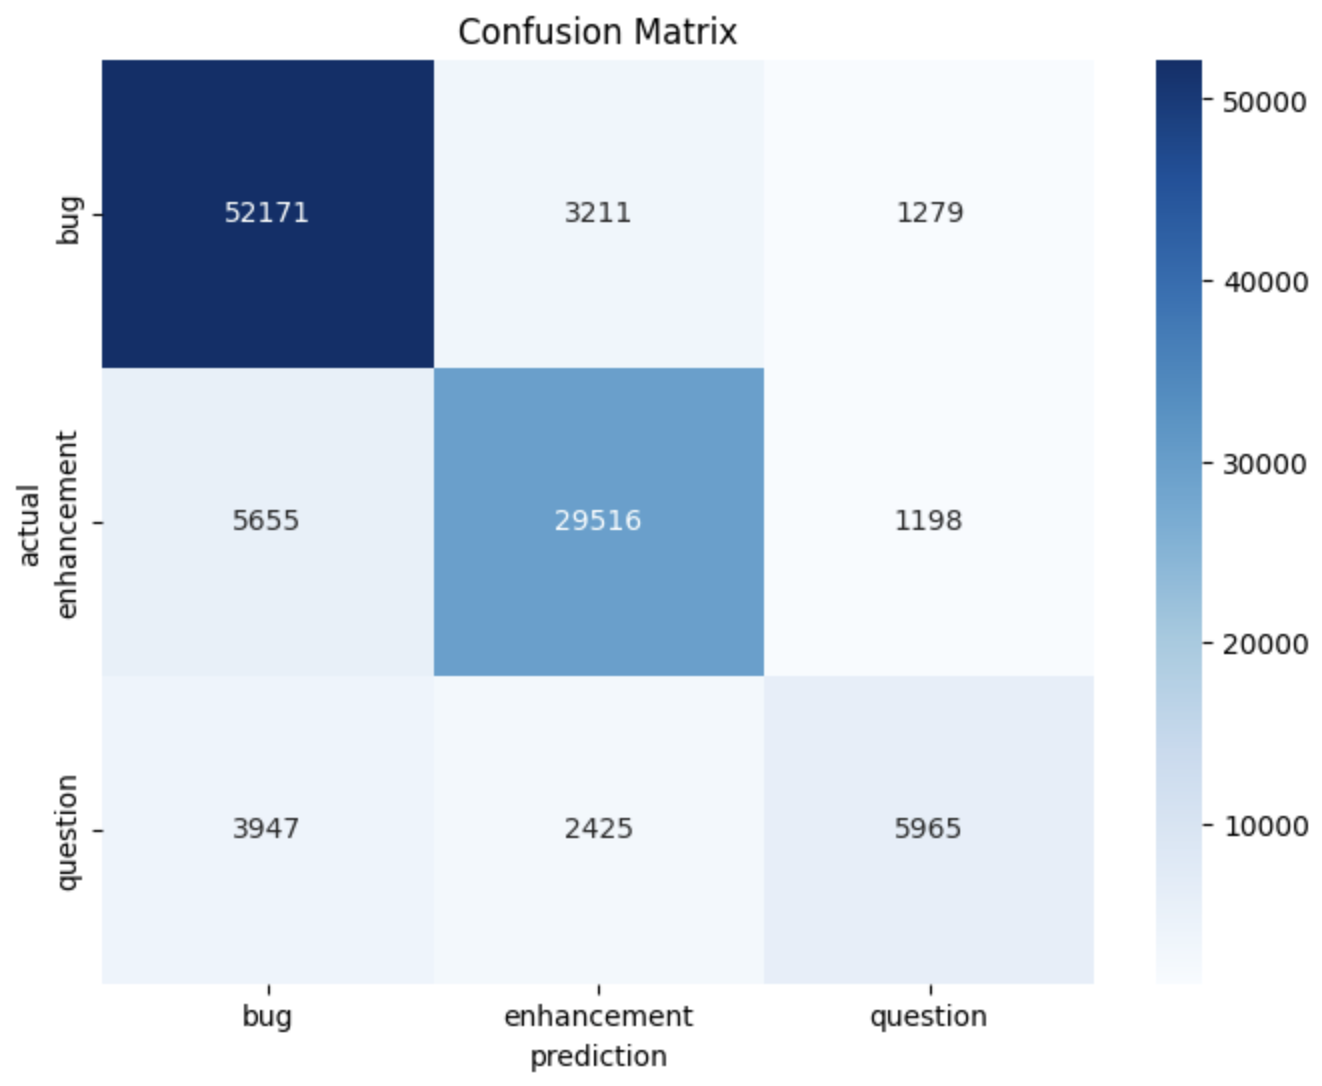 Confusion Matrix
52171 3211 1279
5655 29516 1198
3947 2425 5965
bug
enhancement
question
actual
bug enhancement question
prediction
50000
40000
30000
20000
10000